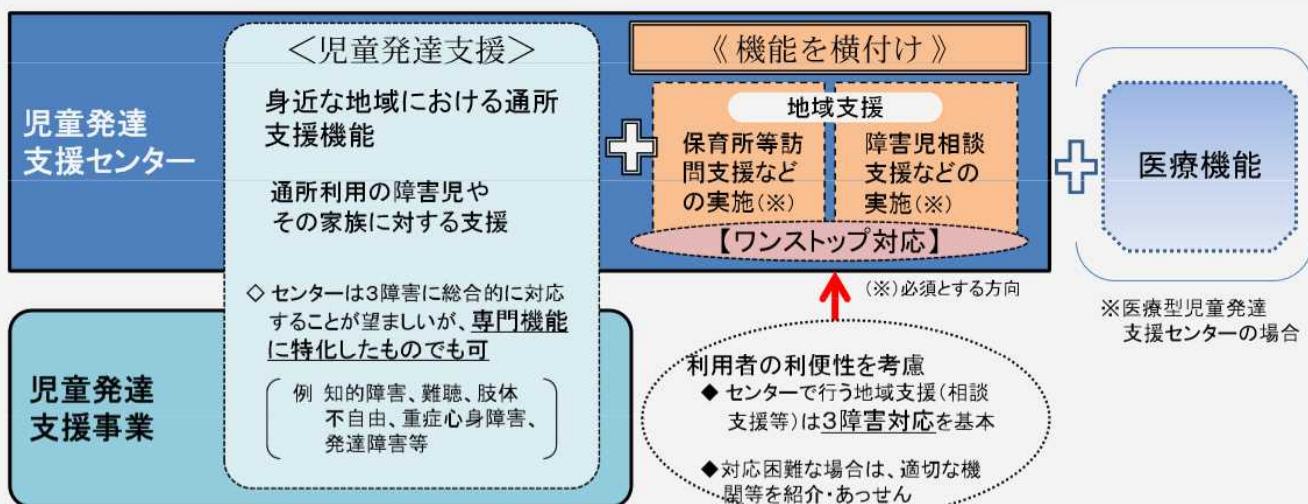 児童発達
支援センター
＜児童発達支援＞
身近な地域における通所
支援機能
通所利用の障害児や
その家族に対する支援
◇ センターは３障害に総合的に対応
することが望ましいが、専門機能
に特化したものでも可
例 知的障害、難聴、肢体
不自由、重症心身障害、
発達障害等
《 機能を横付け 》
地域支援
保育所等訪
問支援など
の実施(※)
障害児相談
支援などの
実施(※)
【ワンストップ対応】
(※)必須とする方向
医療機能
※医療型児童発達
支援センターの場合
児童発達
支援事業
利用者の利便性を考慮
◆ センターで行う地域支援(相談
支援等)は３障害対応を基本
◆対応困難な場合は、適切な機
関等を紹介・あっせん